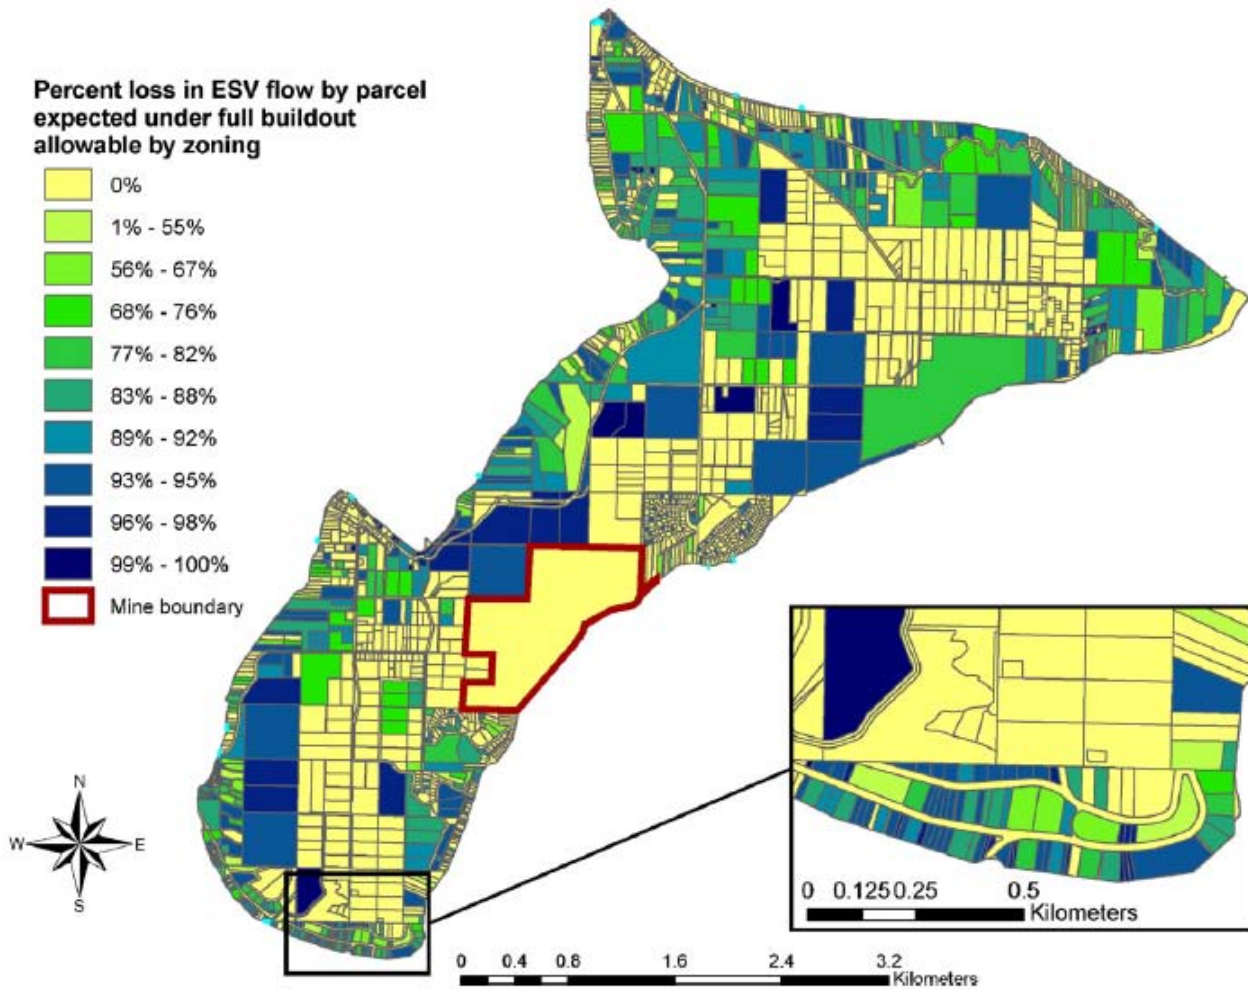 Percent loss in ESV flow by parcel
expected under full buildout
allowable by zoning
0%
1% - 55%
56% - 67%
68% - 76%
77% - 82%
83% - 88%
89% - 92%
93% - 95%
96% - 98%
99% - 100%
Mine boundary
N
W E
S
0 0.125 0.25 0.5
Kilometers
0 0.4 0.8 1.6 2.4 3.2
Kilometers